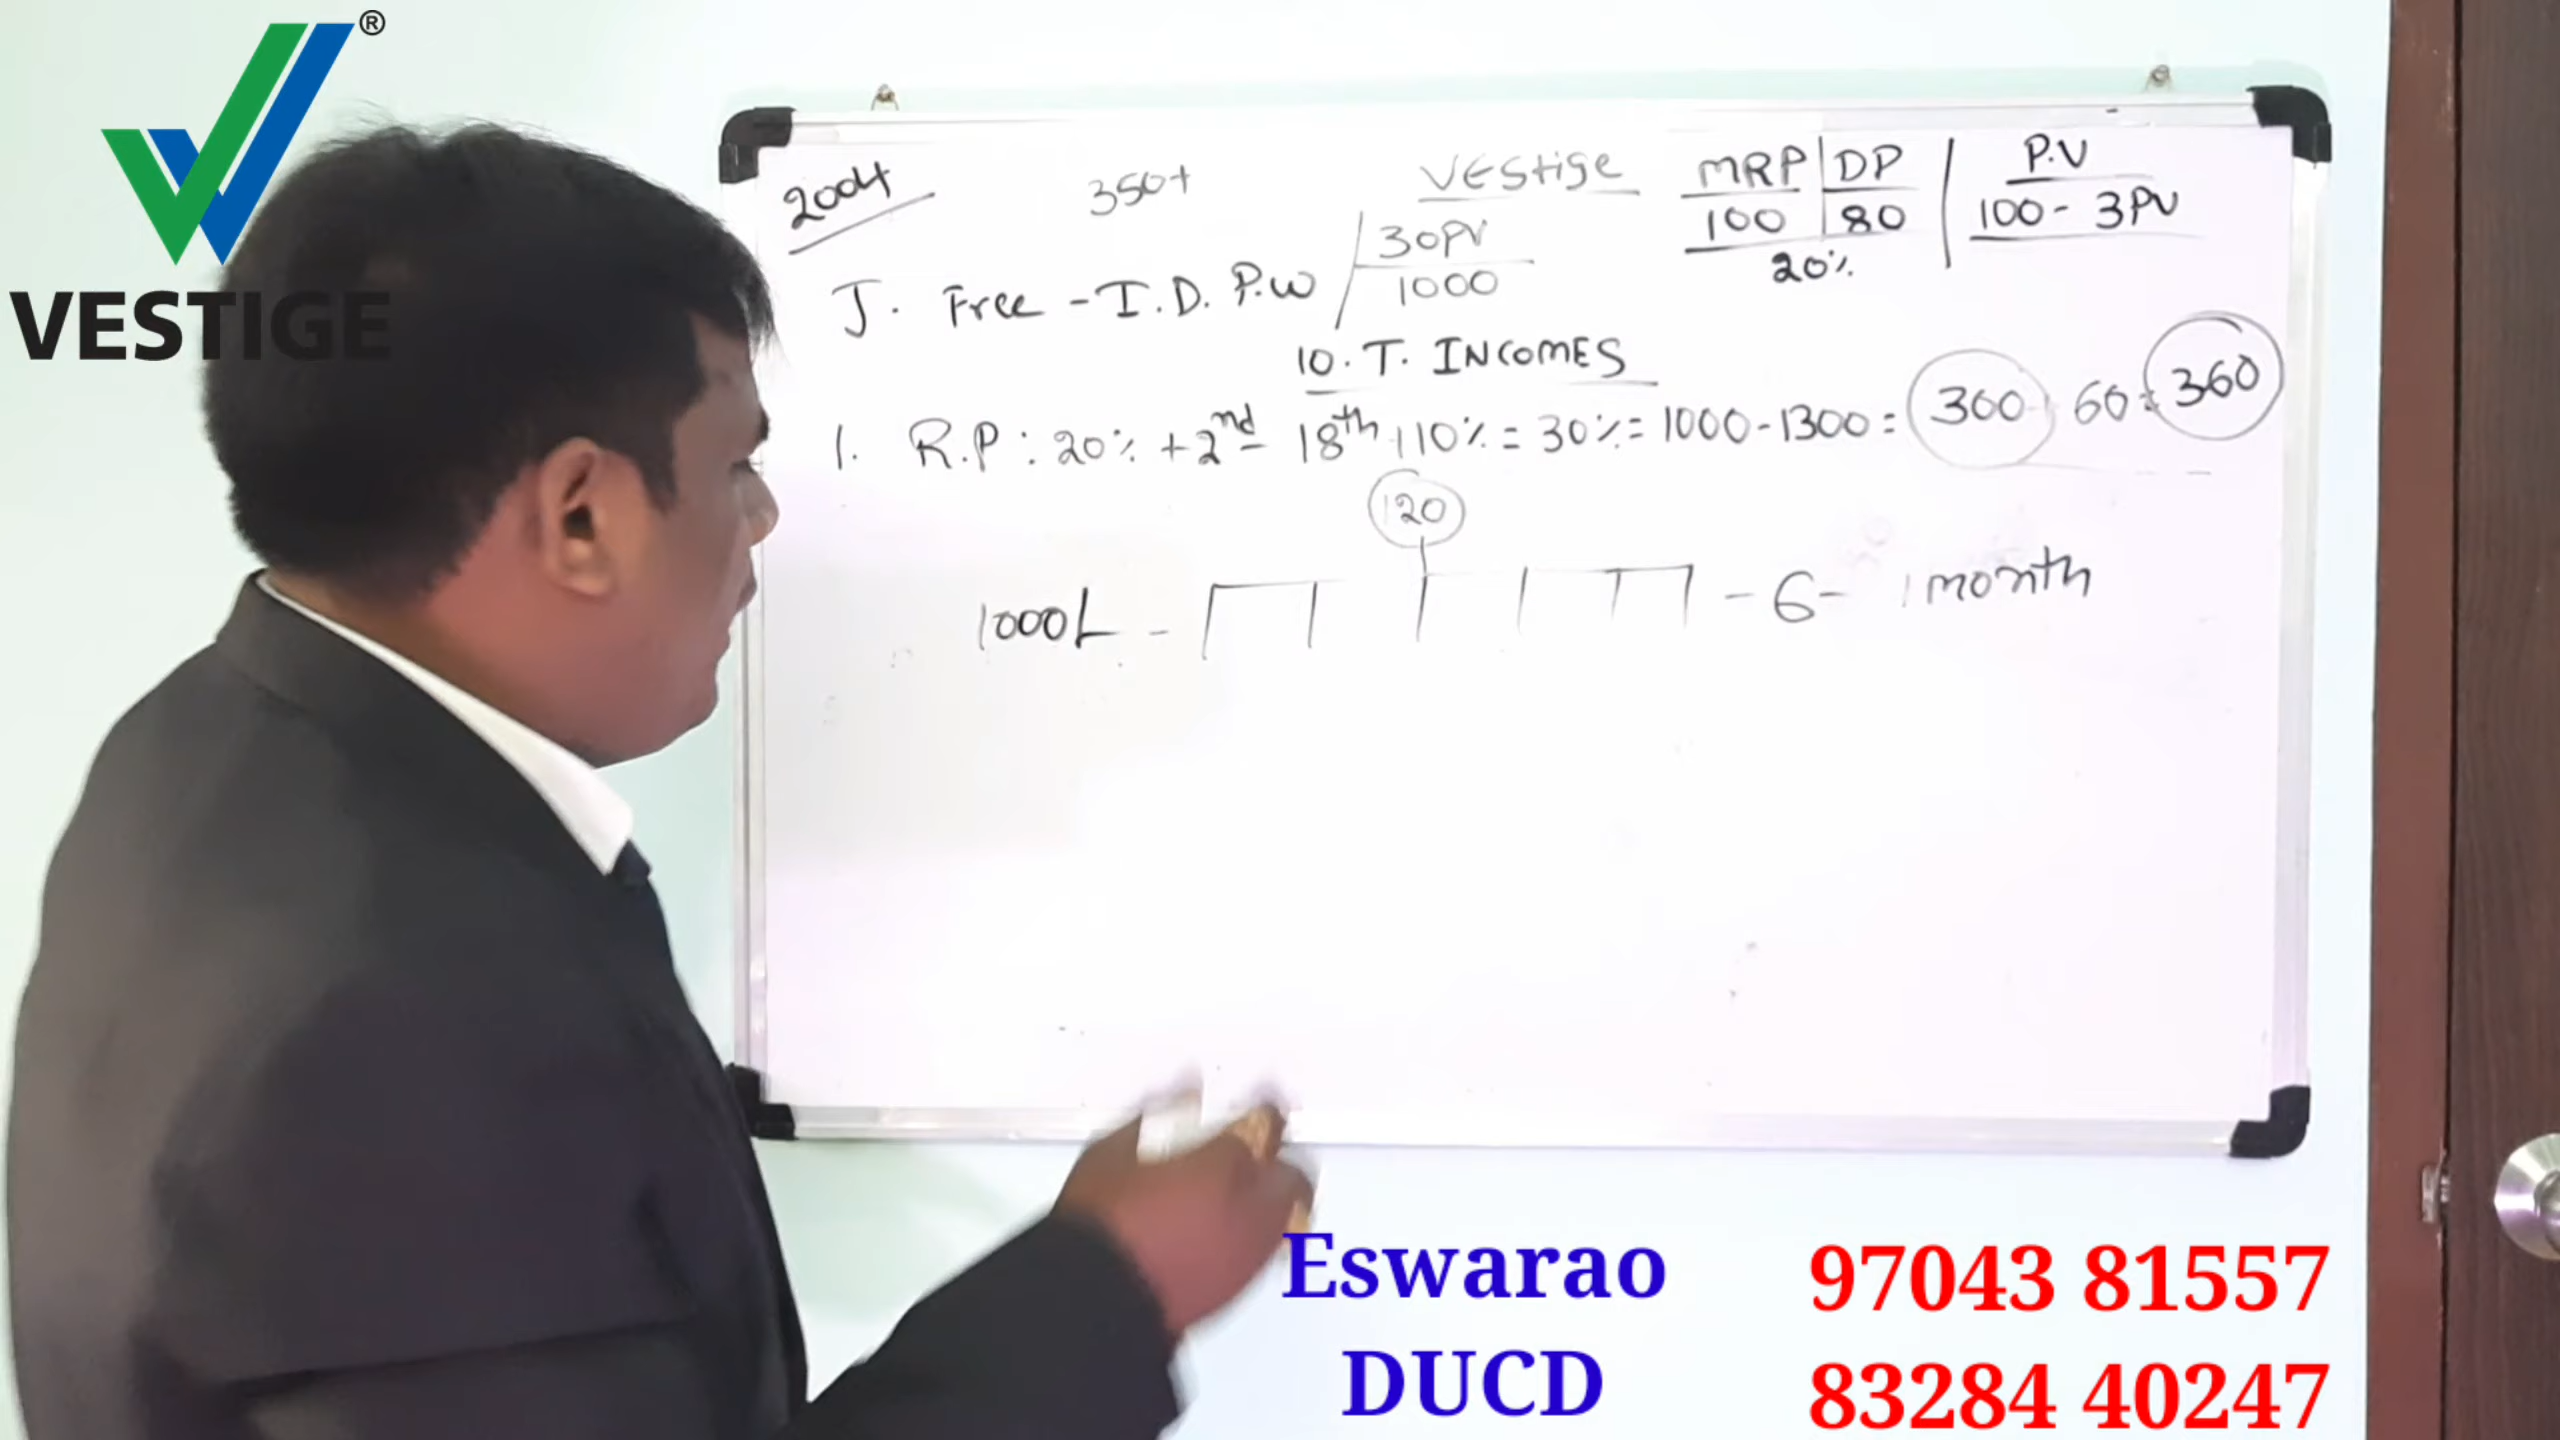 VESTIGE ®
2004 350+ VEStige MRP | DP | P.V
100 | 80 | 100 - 3PV
20%
J. Free - I.D. P.W / 30PV
1000
10. T. INCOMES
1. R.P : 20% + 2nd 18th 10% = 30% = 1000 - 1300 = 300 60 = 360
120
1000L - - 6 - 1 month
Eswarao 97043 81557
DUCD 83284 40247